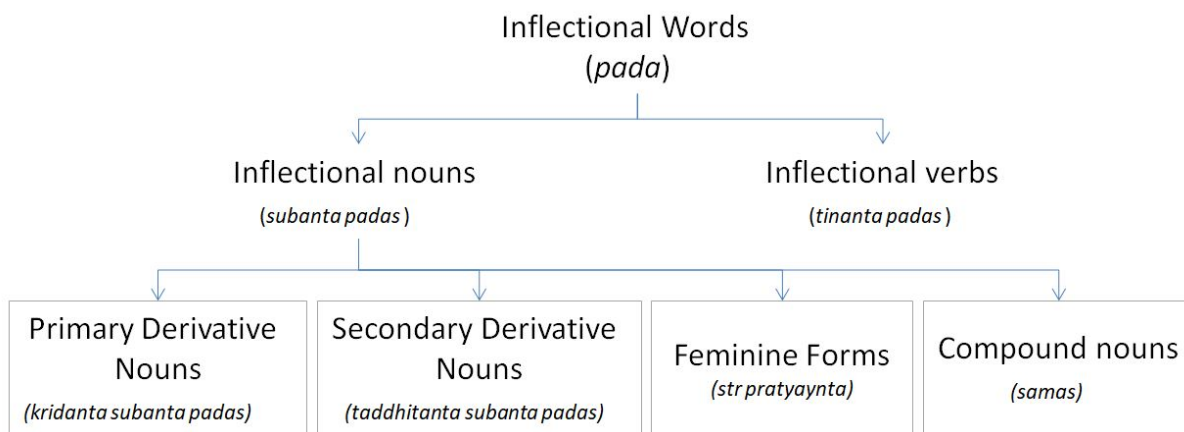 Inflectional Words
(pada)
Inflectional nouns
(subanta padas )
Inflectional verbs
(tinanta padas )
Primary Derivative
Nouns
(kridanta subanta padas)
Secondary Derivative
Nouns
(taddhitanta subanta padas)
Feminine Forms
(str pratyaynta)
Compound nouns
(samas)